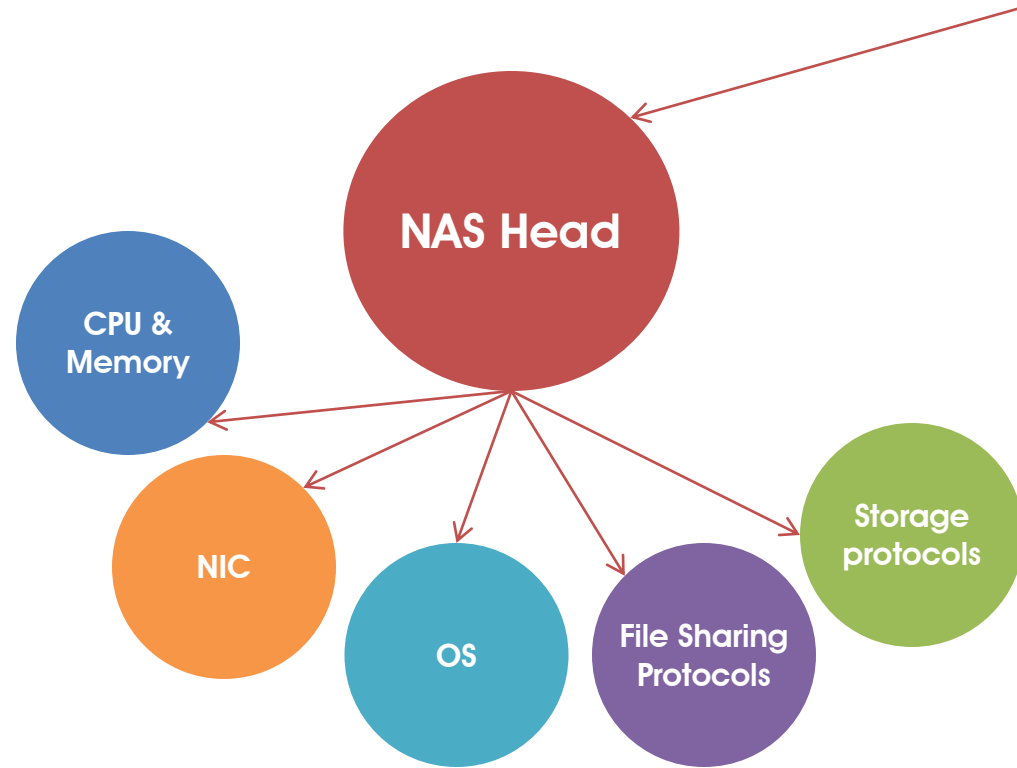 NAS Head
CPU &
Memory
NIC
OS
File Sharing
Protocols
Storage
protocols